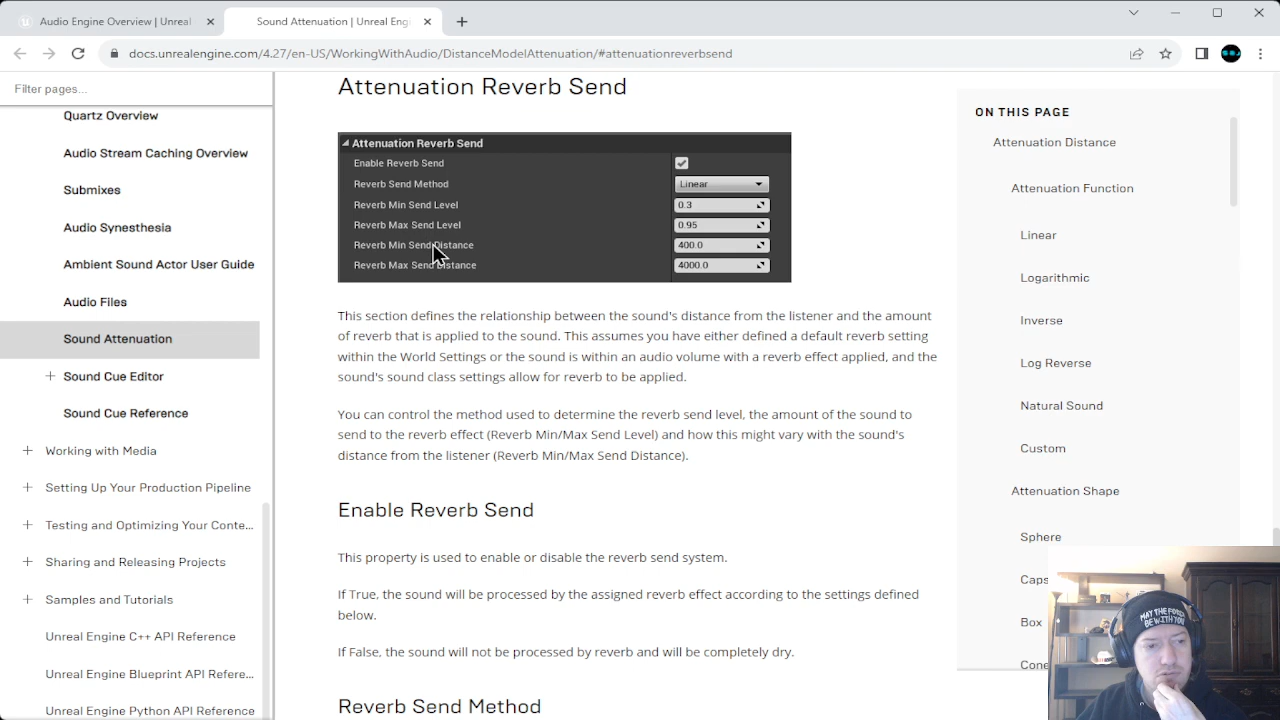 Audio Engine Overview | Unreal
Sound Attenuation | Unreal Engi
docs.unrealengine.com/4.27/en-US/WorkingWithAudio/DistanceModelAttenuation/#attenuationreverbsend
Filter pages...
Quartz Overview
Audio Stream Caching Overview
Submixes
Audio Synesthesia
Ambient Sound Actor User Guide
Audio Files
Sound Attenuation
Sound Cue Editor
Sound Cue Reference
Working with Media
Setting Up Your Production Pipeline
Testing and Optimizing Your Conte...
Sharing and Releasing Projects
Samples and Tutorials
Unreal Engine C++ API Reference
Unreal Engine Blueprint API Refere...
Unreal Engine Python API Reference
Attenuation Reverb Send
Attenuation Reverb Send
Enable Reverb Send
Reverb Send Method Linear
Reverb Min Send Level 0.3
Reverb Max Send Level 0.95
Reverb Min Send Distance 400.0
Reverb Max Send Distance 4000.0
This section defines the relationship between the sound's distance from the listener and the amount
of reverb that is applied to the sound. This assumes you have either defined a default reverb setting
within the World Settings or the sound is within an audio volume with a reverb effect applied, and the
sound's sound class settings allow for reverb to be applied.
You can control the method used to determine the reverb send level, the amount of the sound to
send to the reverb effect (Reverb Min/Max Send Level) and how this might vary with the sound's
distance from the listener (Reverb Min/Max Send Distance).
Enable Reverb Send
This property is used to enable or disable the reverb send system.
If True, the sound will be processed by the assigned reverb effect according to the settings defined
below.
If False, the sound will not be processed by reverb and will be completely dry.
Reverb Send Method
ON THIS PAGE
Attenuation Distance
Attenuation Function
Linear
Logarithmic
Inverse
Log Reverse
Natural Sound
Custom
Attenuation Shape
Sphere
Caps
Box
Cone
MAY THE FORCE
BE WITH YOU